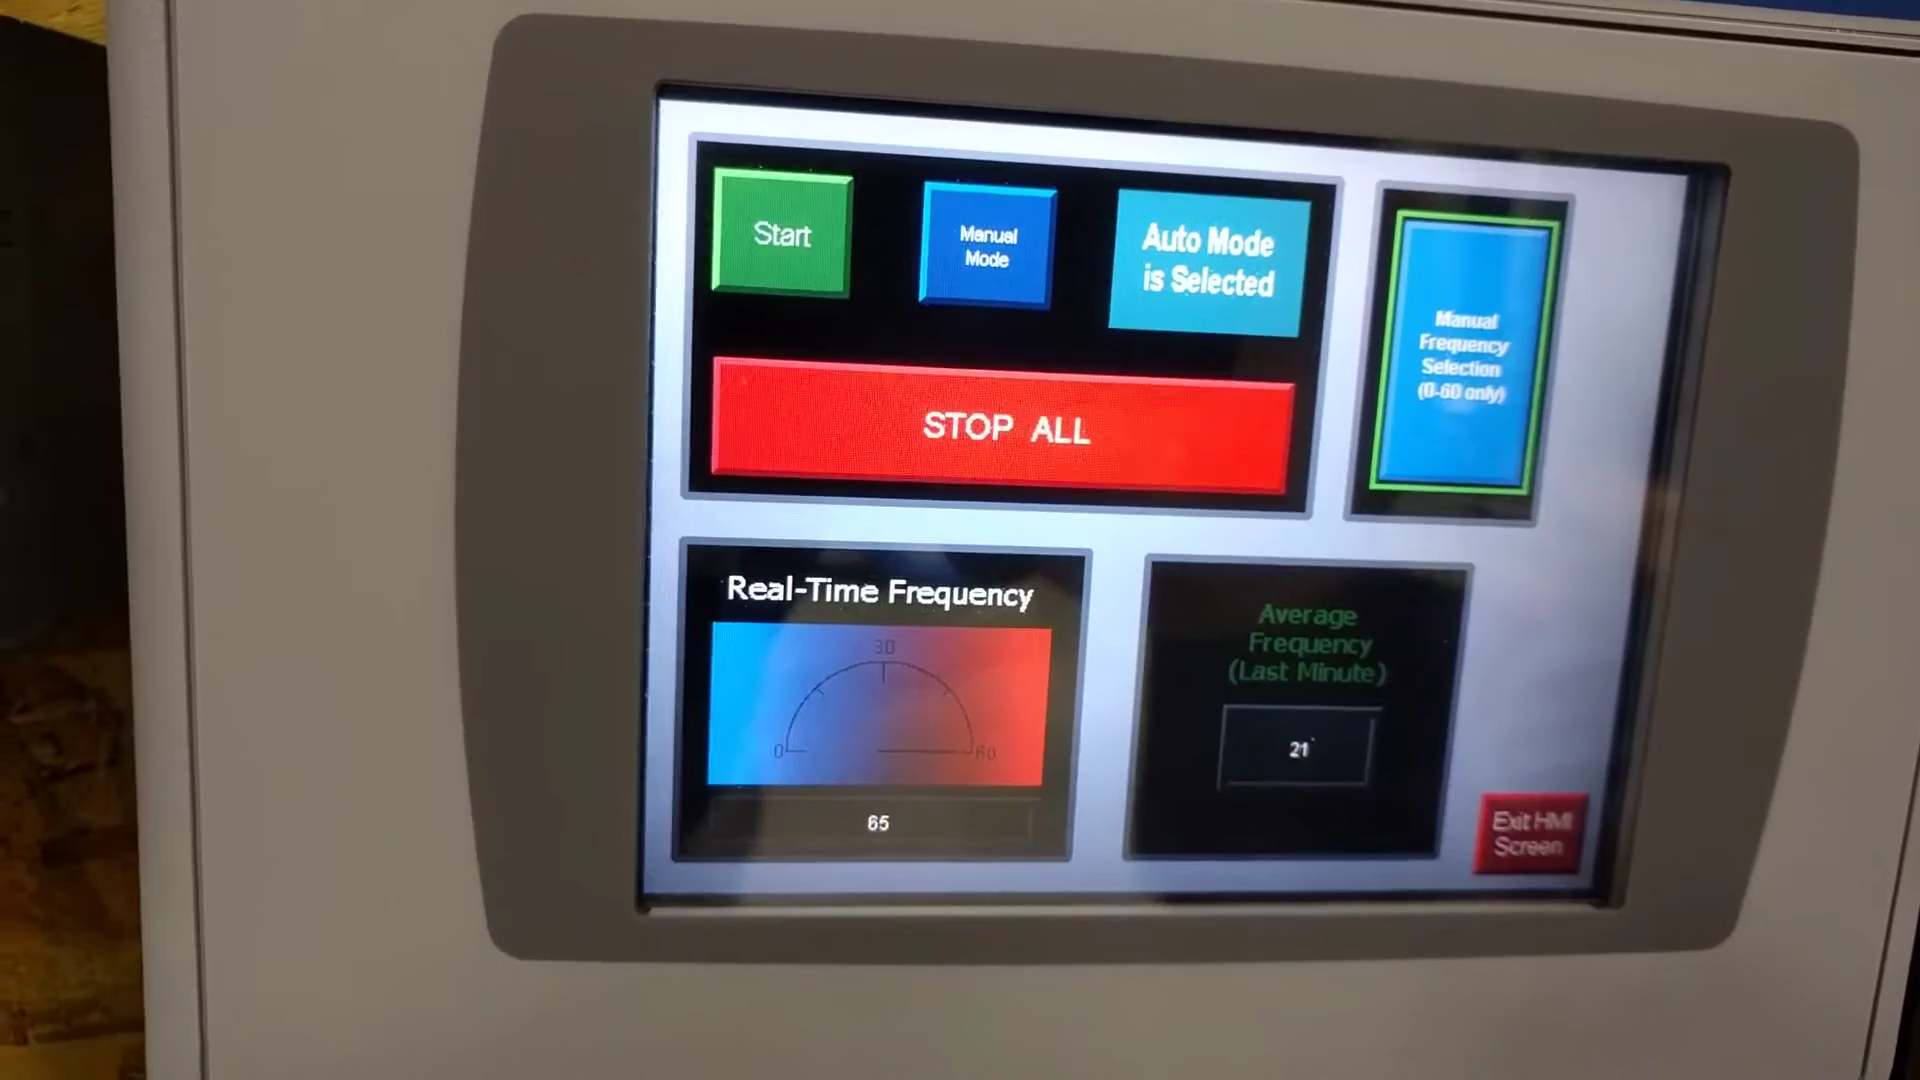 Start
Manual
Mode
Auto Mode
is Selected
STOP ALL
Manual
Frequency
Selection
(0-60 only)
Real-Time Frequency
30
0
60
65
Average
Frequency
(Last Minute)
21
Exit HMI
Screen